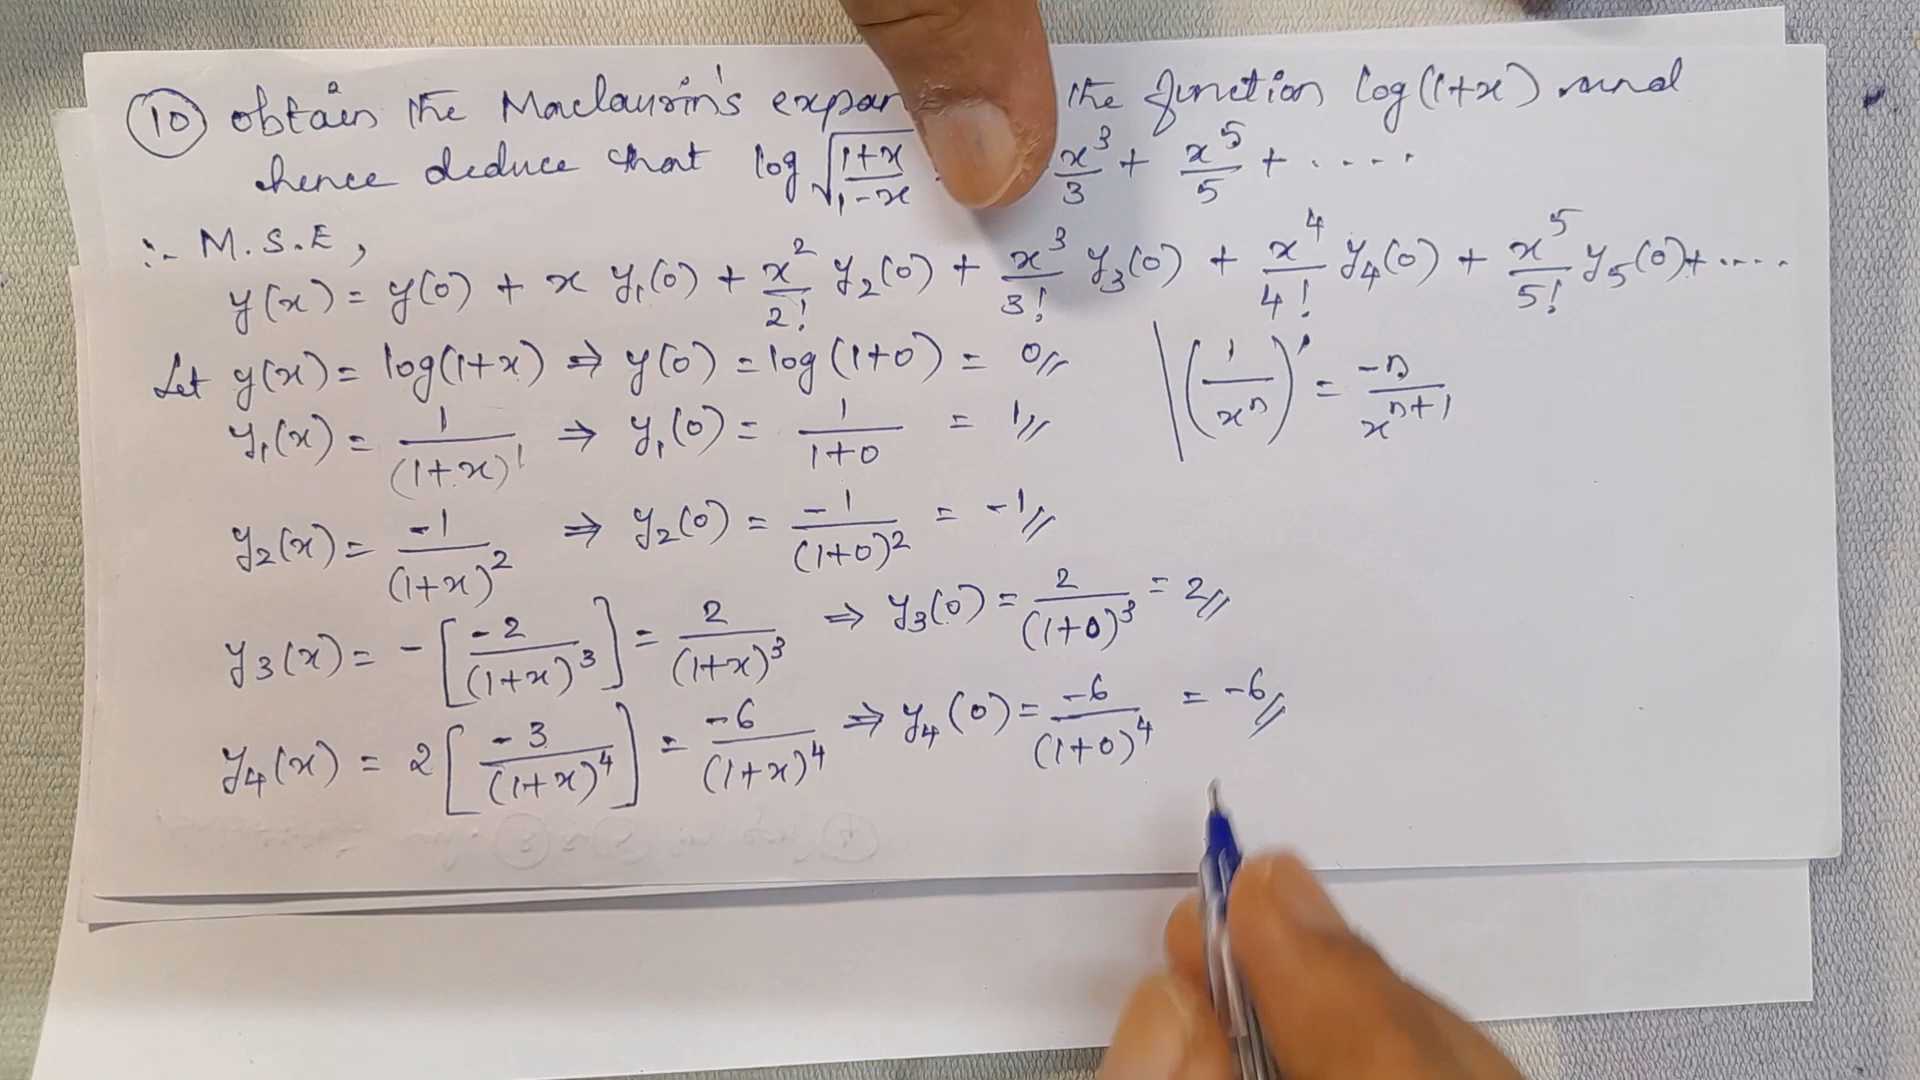 (10) Obtain the Maclaurin's expan the function log(1+x) and
hence deduce that log √((1+x)/(1-x)) x³/3 + x⁵/5 + .....
:- M.S.E,
y(x) = y(0) + x y₁(0) + x²/2! y₂(0) + x³/3! y₃(0) + x⁴/4! y₄(0) + x⁵/5! y₅(0) + ....
Let y(x) = log(1+x) ⇒ y(0) = log(1+0) = 0//
(1/xⁿ)' = -n/xⁿ⁺¹
y₁(x) = 1/(1+x)¹ ⇒ y₁(0) = 1/(1+0) = 1//
y₂(x) = -1/(1+x)² ⇒ y₂(0) = -1/(1+0)² = -1//
y₃(x) = -[-2/(1+x)³] = 2/(1+x)³ ⇒ y₃(0) = 2/(1+0)³ = 2//
y₄(x) = 2[-3/(1+x)⁴] = -6/(1+x)⁴ ⇒ y₄(0) = -6/(1+0)⁴ = -6//